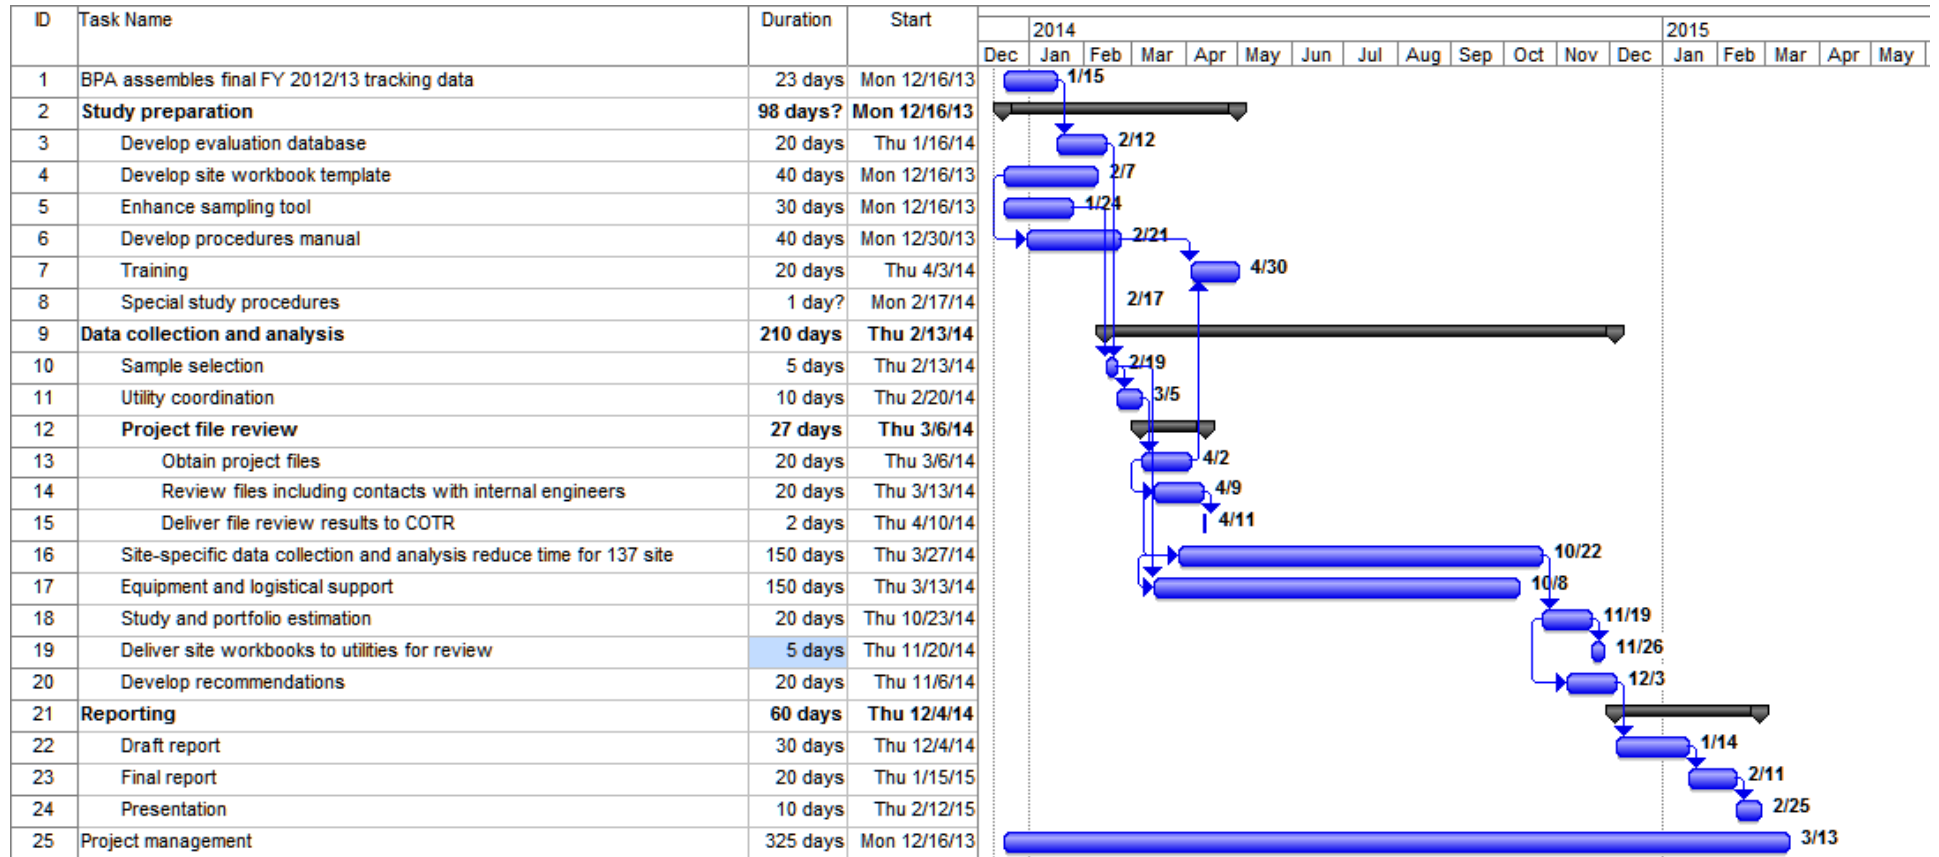 ID Task Name Duration Start
2014 2015
Dec Jan Feb Mar Apr May Jun Jul Aug Sep Oct Nov Dec Jan Feb Mar Apr May
1 BPA assembles final FY 2012/13 tracking data 23 days Mon 12/16/13 1/15
2 Study preparation 98 days? Mon 12/16/13
3 Develop evaluation database 20 days Thu 1/16/14 2/12
4 Develop site workbook template 40 days Mon 12/16/13 2/7
5 Enhance sampling tool 30 days Mon 12/16/13 1/24
6 Develop procedures manual 40 days Mon 12/30/13 2/21
7 Training 20 days Thu 4/3/14 4/30
8 Special study procedures 1 day? Mon 2/17/14 2/17
9 Data collection and analysis 210 days Thu 2/13/14
10 Sample selection 5 days Thu 2/13/14 2/19
11 Utility coordination 10 days Thu 2/20/14 3/5
12 Project file review 27 days Thu 3/6/14
13 Obtain project files 20 days Thu 3/6/14 4/2
14 Review files including contacts with internal engineers 20 days Thu 3/13/14 4/9
15 Deliver file review results to COTR 2 days Thu 4/10/14 4/11
16 Site-specific data collection and analysis reduce time for 137 site 150 days Thu 3/27/14 10/22
17 Equipment and logistical support 150 days Thu 3/13/14 10/8
18 Study and portfolio estimation 20 days Thu 10/23/14 11/19
19 Deliver site workbooks to utilities for review 5 days Thu 11/20/14 11/26
20 Develop recommendations 20 days Thu 11/6/14 12/3
21 Reporting 60 days Thu 12/4/14
22 Draft report 30 days Thu 12/4/14 1/14
23 Final report 20 days Thu 1/15/15 2/11
24 Presentation 10 days Thu 2/12/15 2/25
25 Project management 325 days Mon 12/16/13 3/13